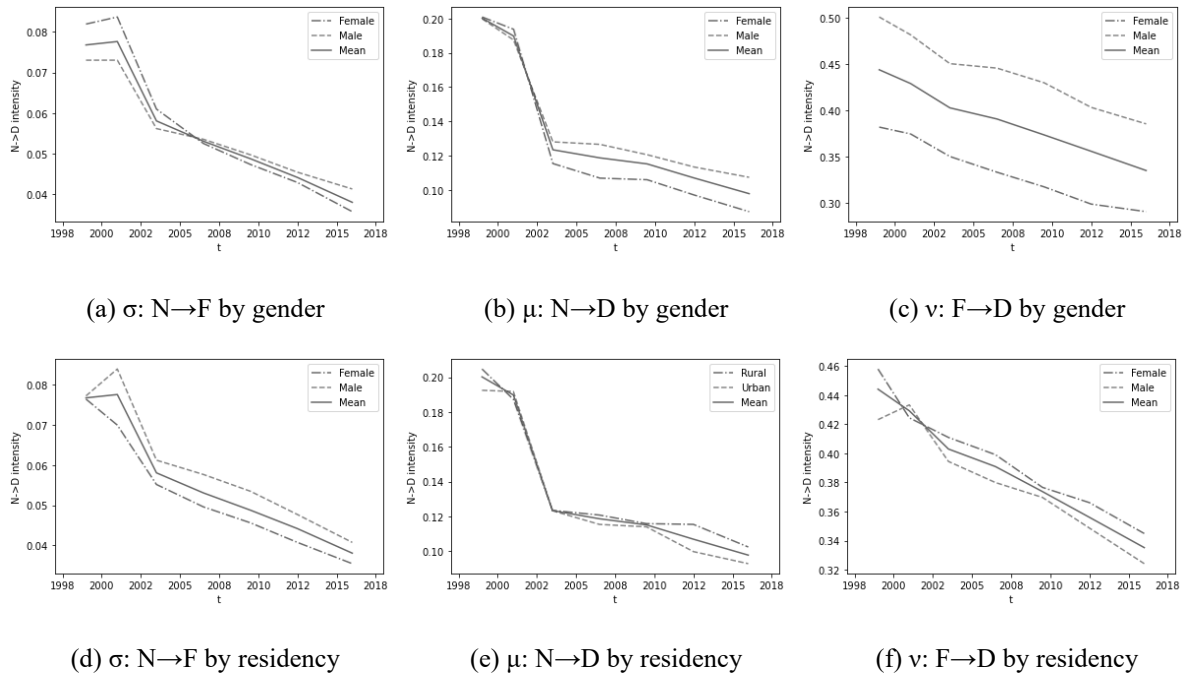 0.08
0.07
0.06
0.05
0.04
N->D intensity
Female
Male
Mean
1998 2000 2002 2005 2008 2010 2012 2015 2018
t
(a) σ: N→F by gender
0.20
0.18
0.16
0.14
0.12
0.10
N->D intensity
Female
Male
Mean
1998 2000 2002 2005 2008 2010 2012 2015 2018
t
(b) μ: N→D by gender
0.50
0.45
0.40
0.35
0.30
N->D intensity
Female
Male
Mean
1998 2000 2002 2005 2008 2010 2012 2015 2018
t
(c) ν: F→D by gender
0.08
0.07
0.06
0.05
0.04
N->D intensity
Female
Male
Mean
1998 2000 2002 2005 2008 2010 2012 2015 2018
t
(d) σ: N→F by residency
0.20
0.18
0.16
0.14
0.12
0.10
N->D intensity
Rural
Urban
Mean
1998 2000 2002 2005 2008 2010 2012 2015 2018
t
(e) μ: N→D by residency
0.46
0.44
0.42
0.40
0.38
0.36
0.34
0.32
N->D intensity
Female
Male
Mean
1998 2000 2002 2005 2008 2010 2012 2015 2018
t
(f) ν: F→D by residency